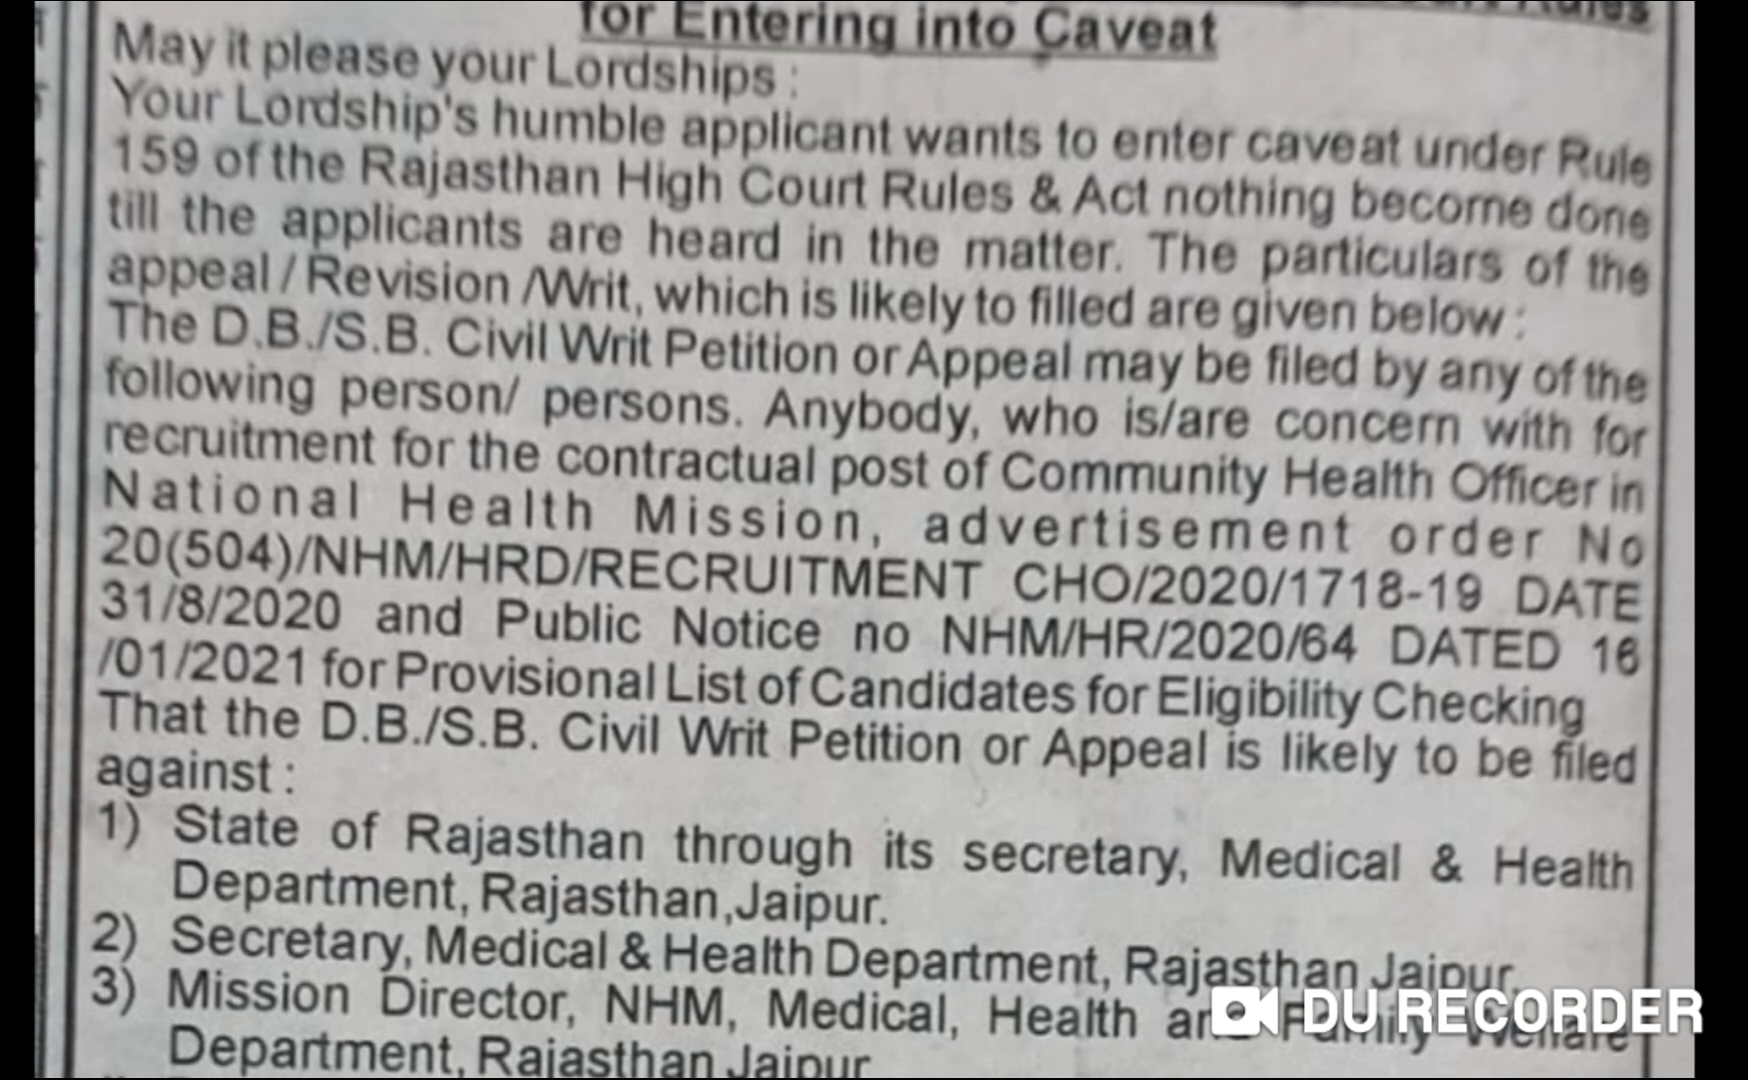 Rules
for Entering into Caveat
May it please your Lordships :
Your Lordship's humble applicant wants to enter caveat under Rule
159 of the Rajasthan High Court Rules & Act nothing become done
till the applicants are heard in the matter. The particulars of the
appeal / Revision /Writ, which is likely to filled are given below :
The D.B./S.B. Civil Writ Petition or Appeal may be filed by any of the
following person/ persons. Anybody, who is/are concern with for
recruitment for the contractual post of Community Health Officer in
National Health Mission, advertisement order No
20(504)/NHM/HRD/RECRUITMENT CHO/2020/1718-19 DATE
31/8/2020 and Public Notice no NHM/HR/2020/64 DATED 16
/01/2021 for Provisional List of Candidates for Eligibility Checking
That the D.B./S.B. Civil Writ Petition or Appeal is likely to be filed
against :
1) State of Rajasthan through its secretary, Medical & Health
Department, Rajasthan,Jaipur.
2) Secretary, Medical & Health Department, Rajasthan Jaipur.
3) Mission Director, NHM, Medical, Health and Family Welfare
Department, Rajasthan Jaipur
DU RECORDER